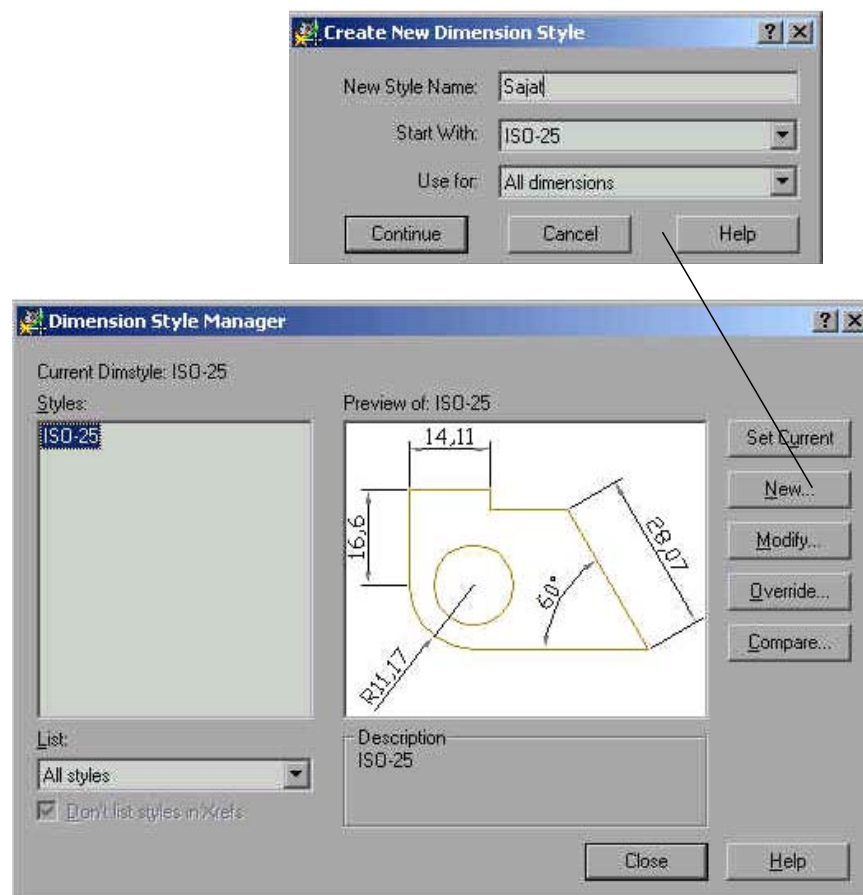 Create New Dimension Style
New Style Name: Sajat
Start With: ISO-25
Use for: All dimensions
Continue Cancel Help
Dimension Style Manager
Current Dimstyle: ISO-25
Styles: Preview of: ISO-25
ISO-25
14,11
16,6
28,07
60°
R11,17
Set Current
New...
Modify...
Override...
Compare...
List: Description
ISO-25
All styles
Don't list styles in Xrefs
Close Help